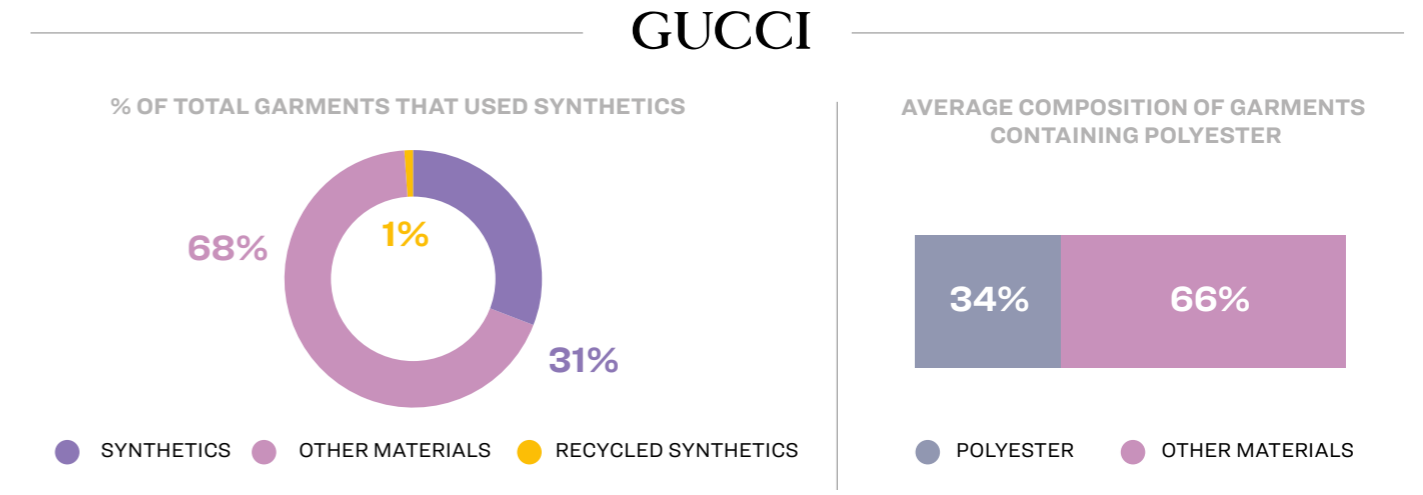 GUCCI
% OF TOTAL GARMENTS THAT USED SYNTHETICS
68%
1%
31%
SYNTHETICS
OTHER MATERIALS
RECYCLED SYNTHETICS
AVERAGE COMPOSITION OF GARMENTS
CONTAINING POLYESTER
34%
66%
POLYESTER
OTHER MATERIALS